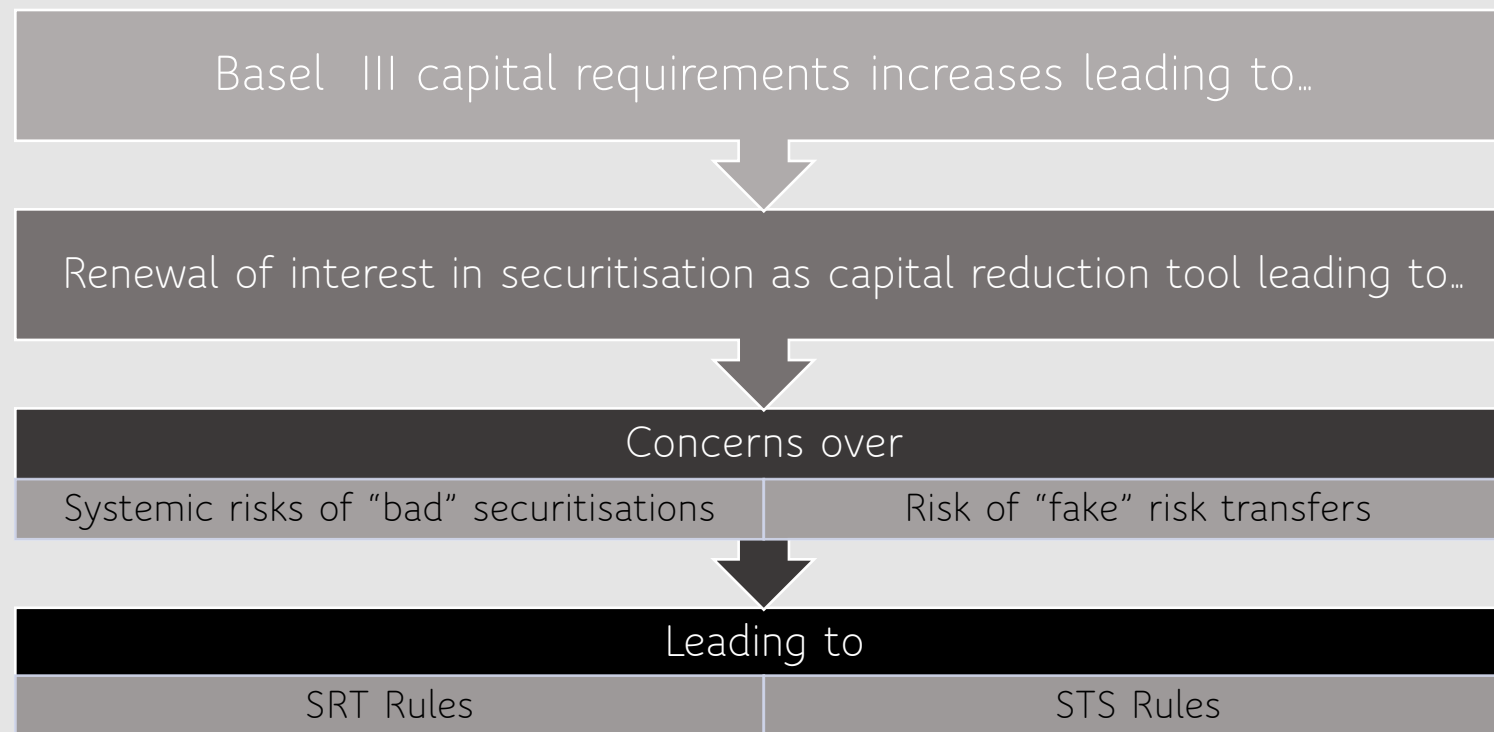 Basel  III capital requirements increases leading to…
Renewal of interest in securitisation as capital reduction tool leading to…
Concerns over
Systemic risks of “bad” securitisations
Risk of “fake” risk transfers
Leading to
SRT Rules
STS Rules